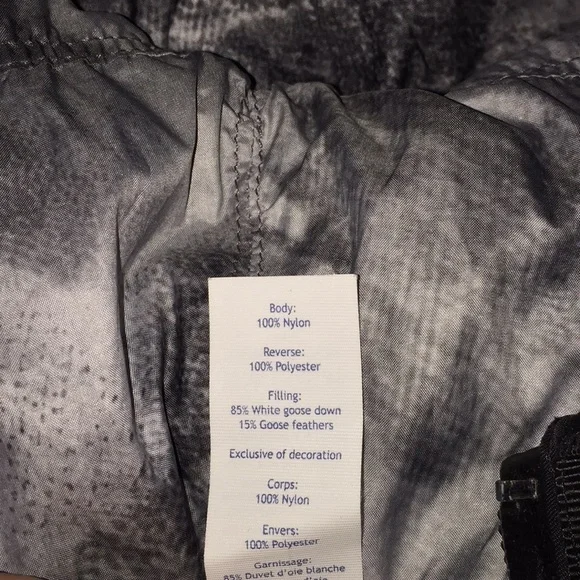 Body:
100% Nylon
Reverse:
100% Polyester
Filling:
85% White goose down
15% Goose feathers
Exclusive of decoration
Corps:
100% Nylon
Envers:
100% Polyester
Garnissage:
85% Duvet d'oie blanche
d'oie